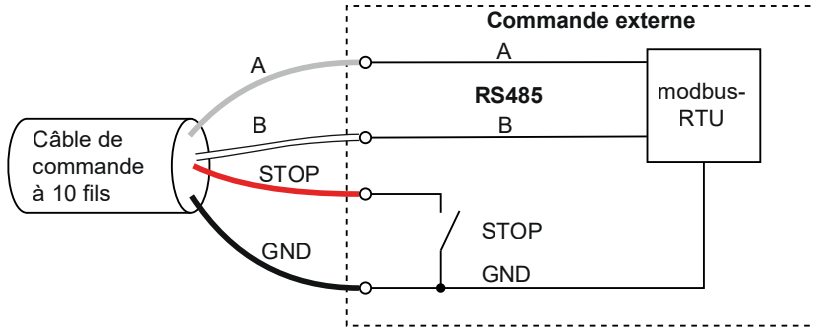 Commande externe
A
A
RS485
modbus-
RTU
B
B
Câble de
commande
à 10 fils
STOP
STOP
GND
GND